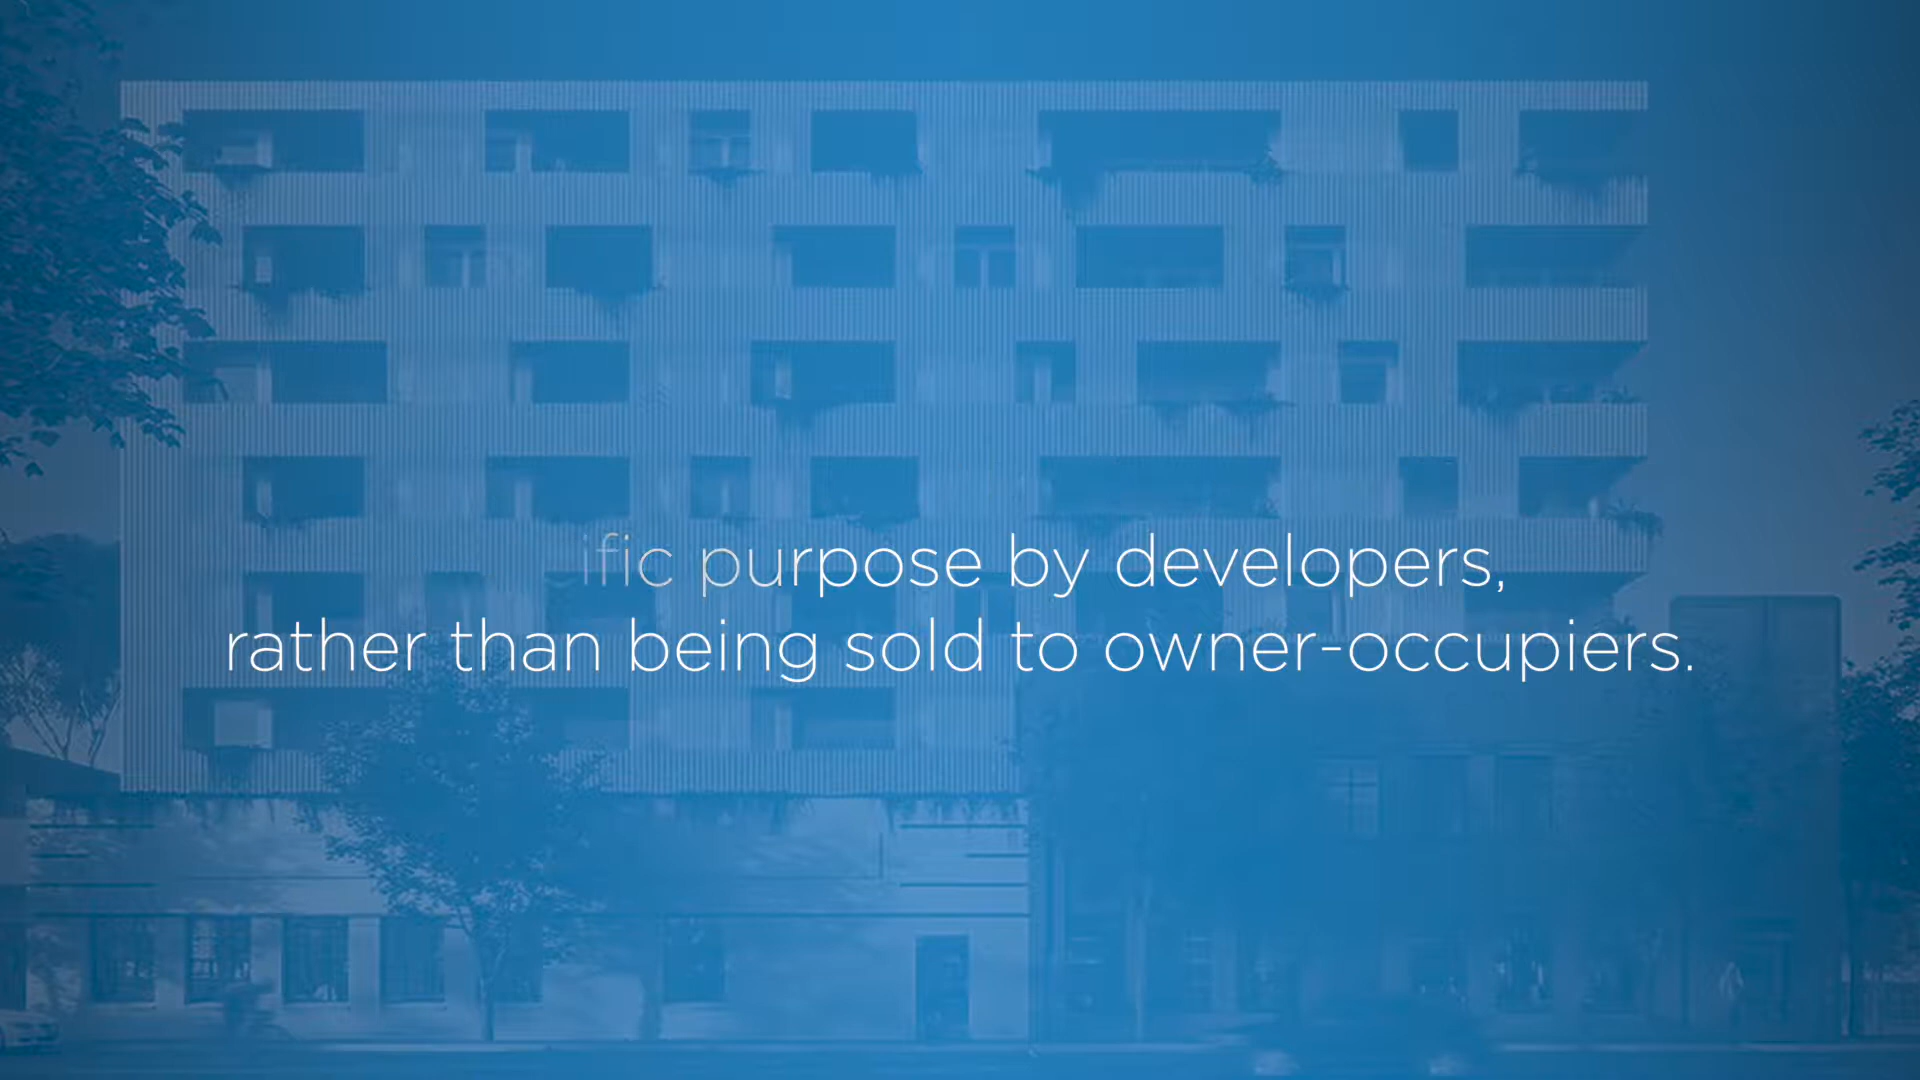 ific purpose by developers,
rather than being sold to owner-occupiers.